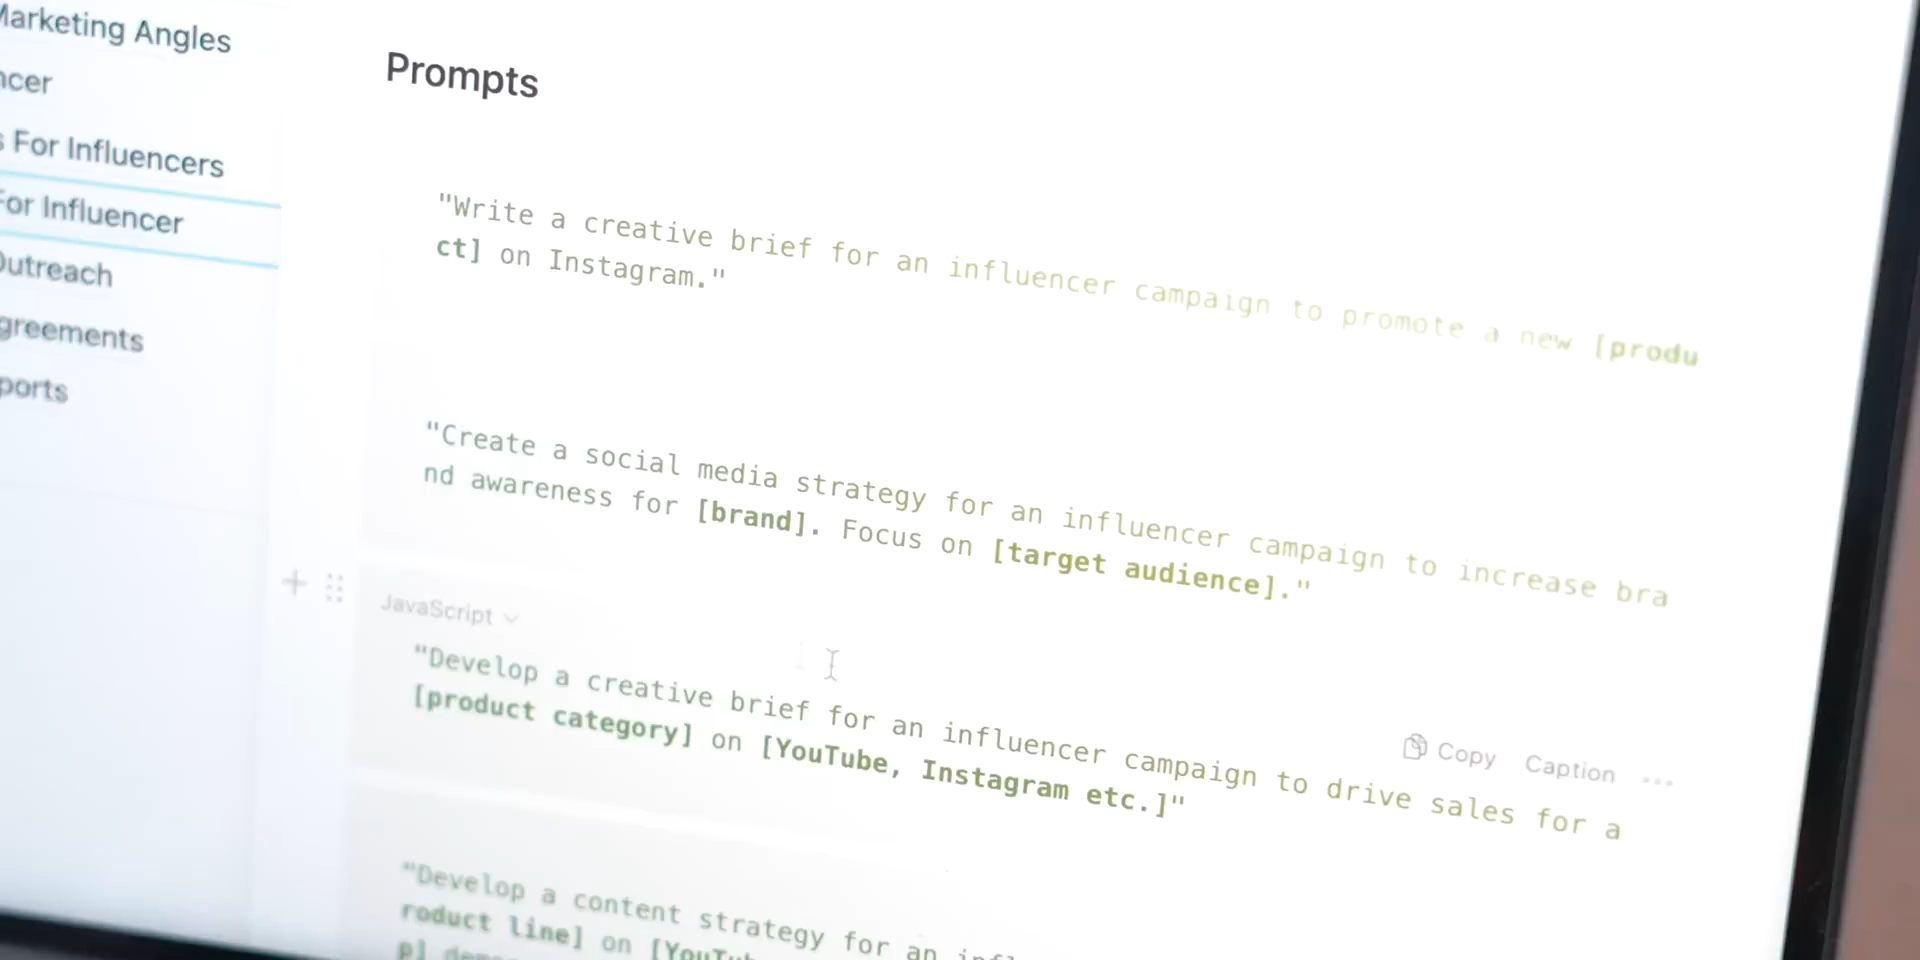 Marketing Angles
ncer
s For Influencers
For Influencer
Outreach
greements
ports
Prompts
"Write a creative brief for an influencer campaign to promote a new [produ
ct] on Instagram."
"Create a social media strategy for an influencer campaign to increase bra
nd awareness for [brand]. Focus on [target audience]."
JavaScript
Copy Caption
"Develop a creative brief for an influencer campaign to drive sales for a
[product category] on [YouTube, Instagram etc.]"
"Develop a content strategy for an infl
roduct line] on [YouTub
p]